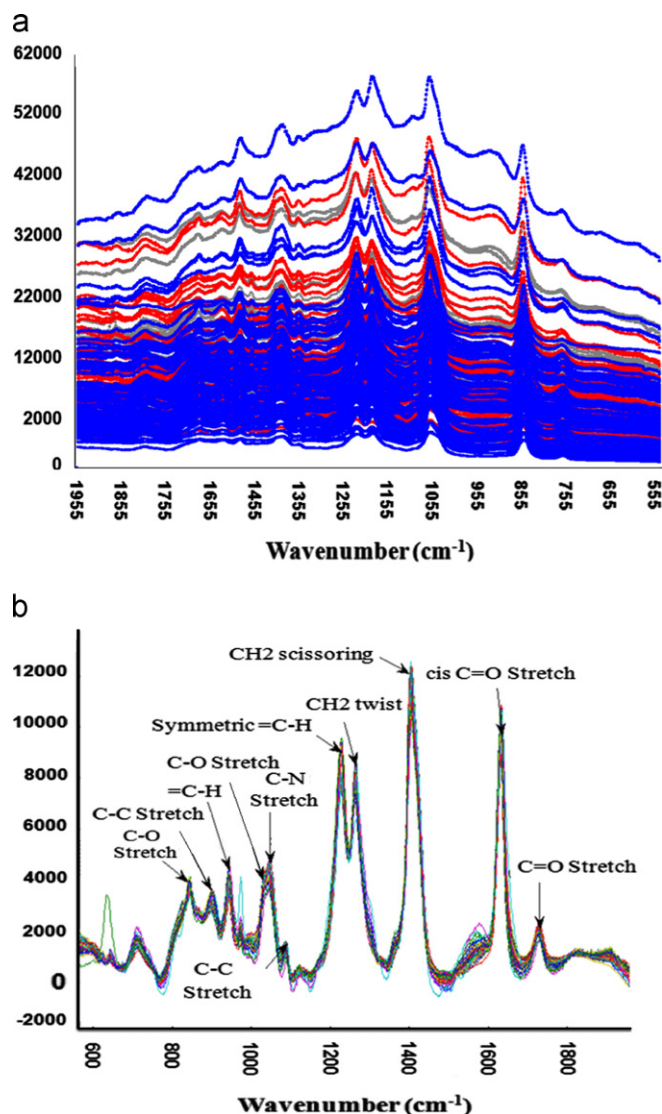 a
62000
52000
42000
32000
22000
12000
2000
0
1955
1855
1755
1655
1555
1455
1355
1255
1155
1055
955
855
755
655
555
Wavenumber (cm-1)
b
12000
10000
8000
6000
4000
2000
0
-2000
CH2 scissoring
cis C=O Stretch
CH2 twist
Symmetric =C-H
C-O Stretch
C-N
Stretch
=C-H
C-C Stretch
C-O
Stretch
C=O Stretch
C-C
Stretch
600
800
1000
1200
1400
1600
1800
Wavenumber (cm-1)